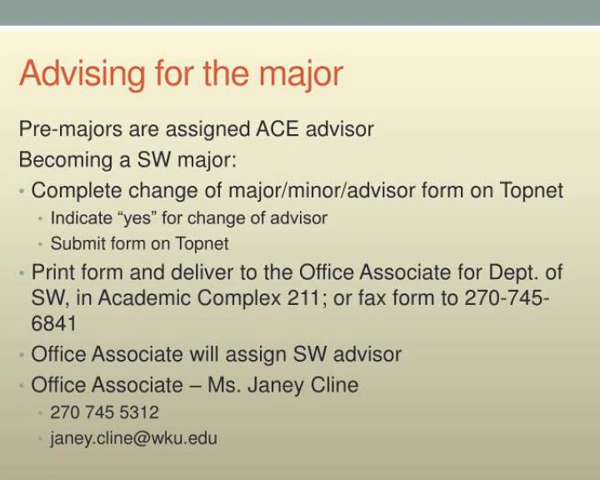 Advising for the major
Pre-majors are assigned ACE advisor
Becoming a SW major:
• Complete change of major/minor/advisor form on Topnet
• Indicate “yes” for change of advisor
• Submit form on Topnet
• Print form and deliver to the Office Associate for Dept. of
SW, in Academic Complex 211; or fax form to 270-745-
6841
• Office Associate will assign SW advisor
• Office Associate – Ms. Janey Cline
• 270 745 5312
• janey.cline@wku.edu